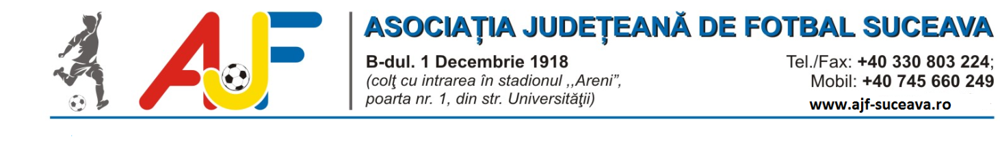 AJF
ASOCIAȚIA JUDEȚEANĂ DE FOTBAL SUCEAVA
B-dul. 1 Decembrie 1918
(colţ cu intrarea în stadionul ,,Areni”,
poarta nr. 1, din str. Universităţii)
Tel./Fax: +40 330 803 224;
Mobil: +40 745 660 249
www.ajf-suceava.ro